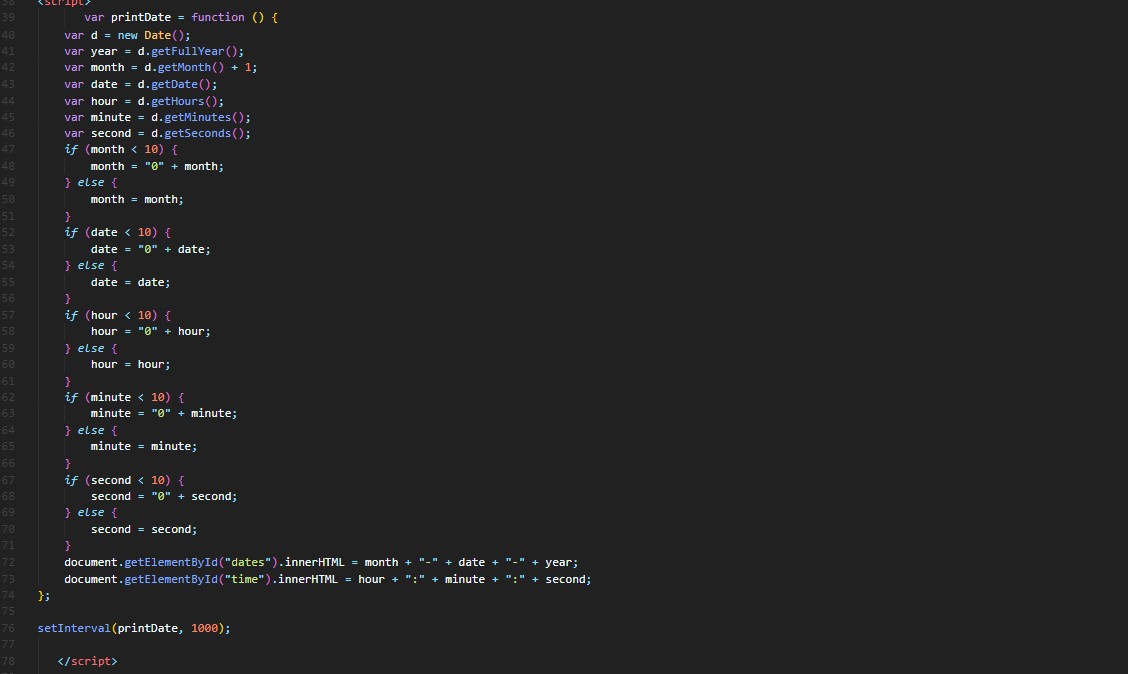 38 <script>
39 var printDate = function () {
40 var d = new Date();
41 var year = d.getFullYear();
42 var month = d.getMonth() + 1;
43 var date = d.getDate();
44 var hour = d.getHours();
45 var minute = d.getMinutes();
46 var second = d.getSeconds();
47 if (month < 10) {
48 month = "0" + month;
49 } else {
50 month = month;
51 }
52 if (date < 10) {
53 date = "0" + date;
54 } else {
55 date = date;
56 }
57 if (hour < 10) {
58 hour = "0" + hour;
59 } else {
60 hour = hour;
61 }
62 if (minute < 10) {
63 minute = "0" + minute;
64 } else {
65 minute = minute;
66 }
67 if (second < 10) {
68 second = "0" + second;
69 } else {
70 second = second;
71 }
72 document.getElementById("dates").innerHTML = month + "-" + date + "-" + year;
73 document.getElementById("time").innerHTML = hour + ":" + minute + ":" + second;
74 };
75
76 setInterval(printDate, 1000);
77
78 </script>